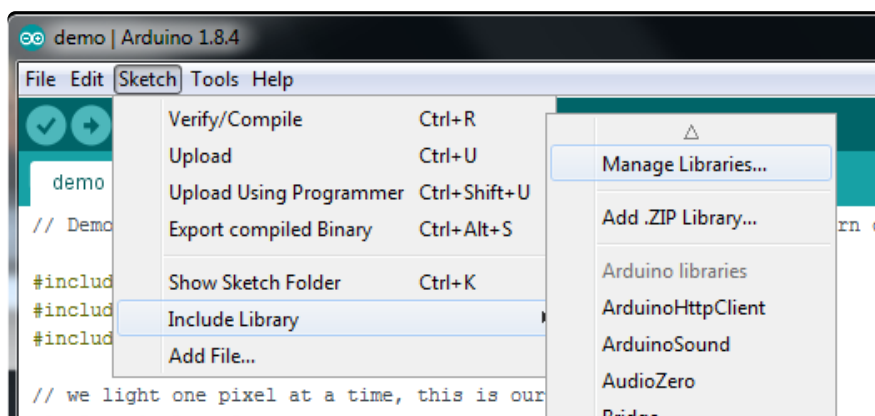 demo | Arduino 1.8.4
File Edit Sketch Tools Help
Verify/Compile Ctrl+R
Upload Ctrl+U
Upload Using Programmer Ctrl+Shift+U
Export compiled Binary Ctrl+Alt+S
Show Sketch Folder Ctrl+K
Include Library
Add File...
Manage Libraries...
Add .ZIP Library...
Arduino libraries
ArduinoHttpClient
ArduinoSound
AudioZero
Bridge
demo
// Demo
#includ
#includ
#includ
// we light one pixel at a time, this is our